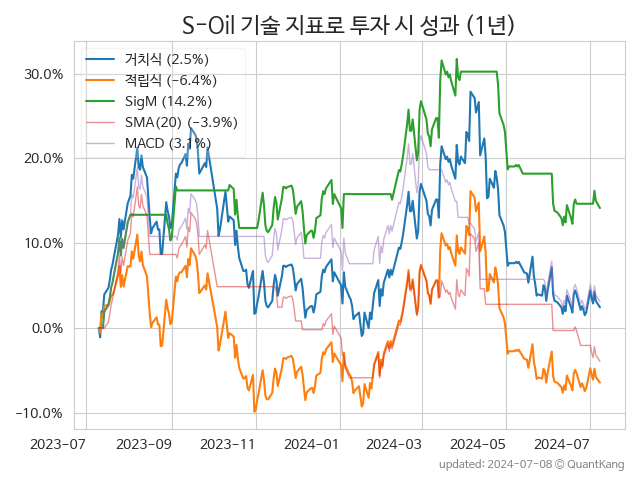 S-Oil 기술 지표로 투자 시 성과 (1년)
거치식 (2.5%)
적립식 (-6.4%)
SigM (14.2%)
SMA(20) (-3.9%)
MACD (3.1%)
30.0%
20.0%
10.0%
0.0%
-10.0%
2023-07 2023-09 2023-11 2024-01 2024-03 2024-05 2024-07
updated: 2024-07-08 © QuantKang